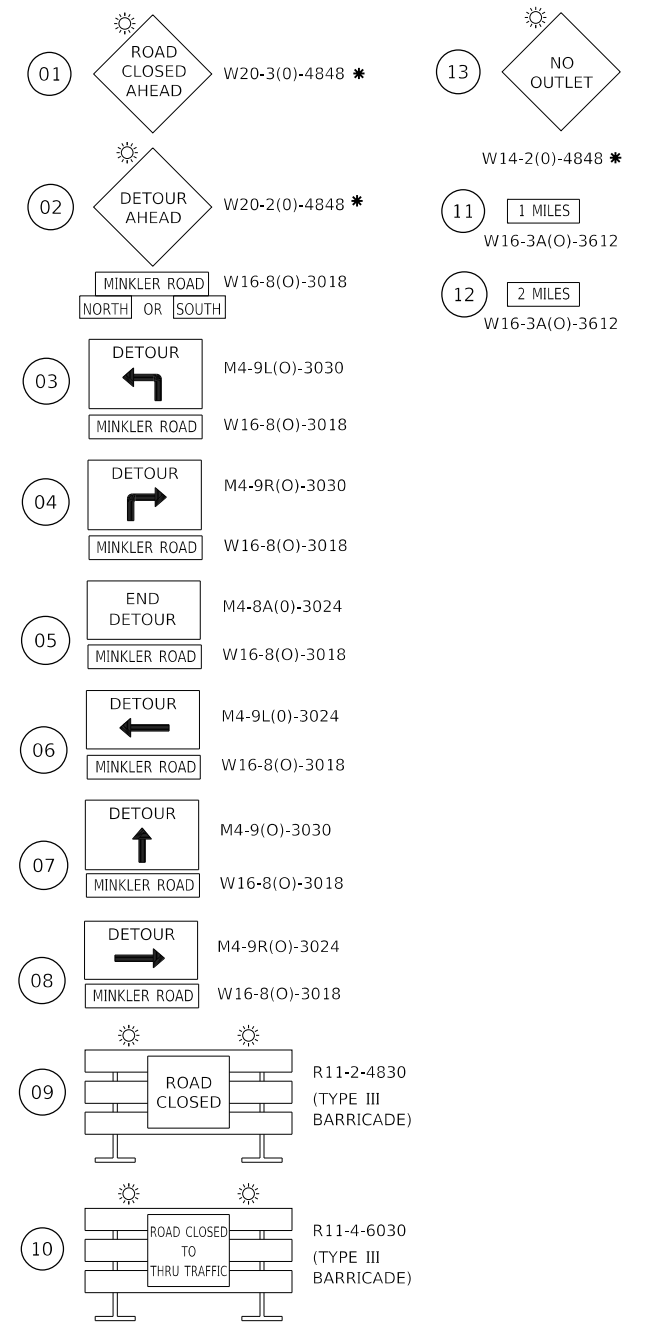 01
ROAD
CLOSED
AHEAD
W20-3(0)-4848 *
02
DETOUR
AHEAD
W20-2(0)-4848 *
MINKLER ROAD
W16-8(O)-3018
NORTH OR SOUTH
03
DETOUR
M4-9L(O)-3030
MINKLER ROAD
W16-8(O)-3018
04
DETOUR
M4-9R(O)-3030
MINKLER ROAD
W16-8(O)-3018
05
END
DETOUR
M4-8A(0)-3024
MINKLER ROAD
W16-8(O)-3018
06
DETOUR
M4-9L(0)-3024
MINKLER ROAD
W16-8(O)-3018
07
DETOUR
M4-9(O)-3030
MINKLER ROAD
W16-8(O)-3018
08
DETOUR
M4-9R(O)-3024
MINKLER ROAD
W16-8(O)-3018
09
ROAD
CLOSED
R11-2-4830
(TYPE III
BARRICADE)
10
ROAD CLOSED
TO
THRU TRAFFIC
R11-4-6030
(TYPE III
BARRICADE)
13
NO
OUTLET
W14-2(0)-4848 *
11
1 MILES
W16-3A(O)-3612
12
2 MILES
W16-3A(O)-3612